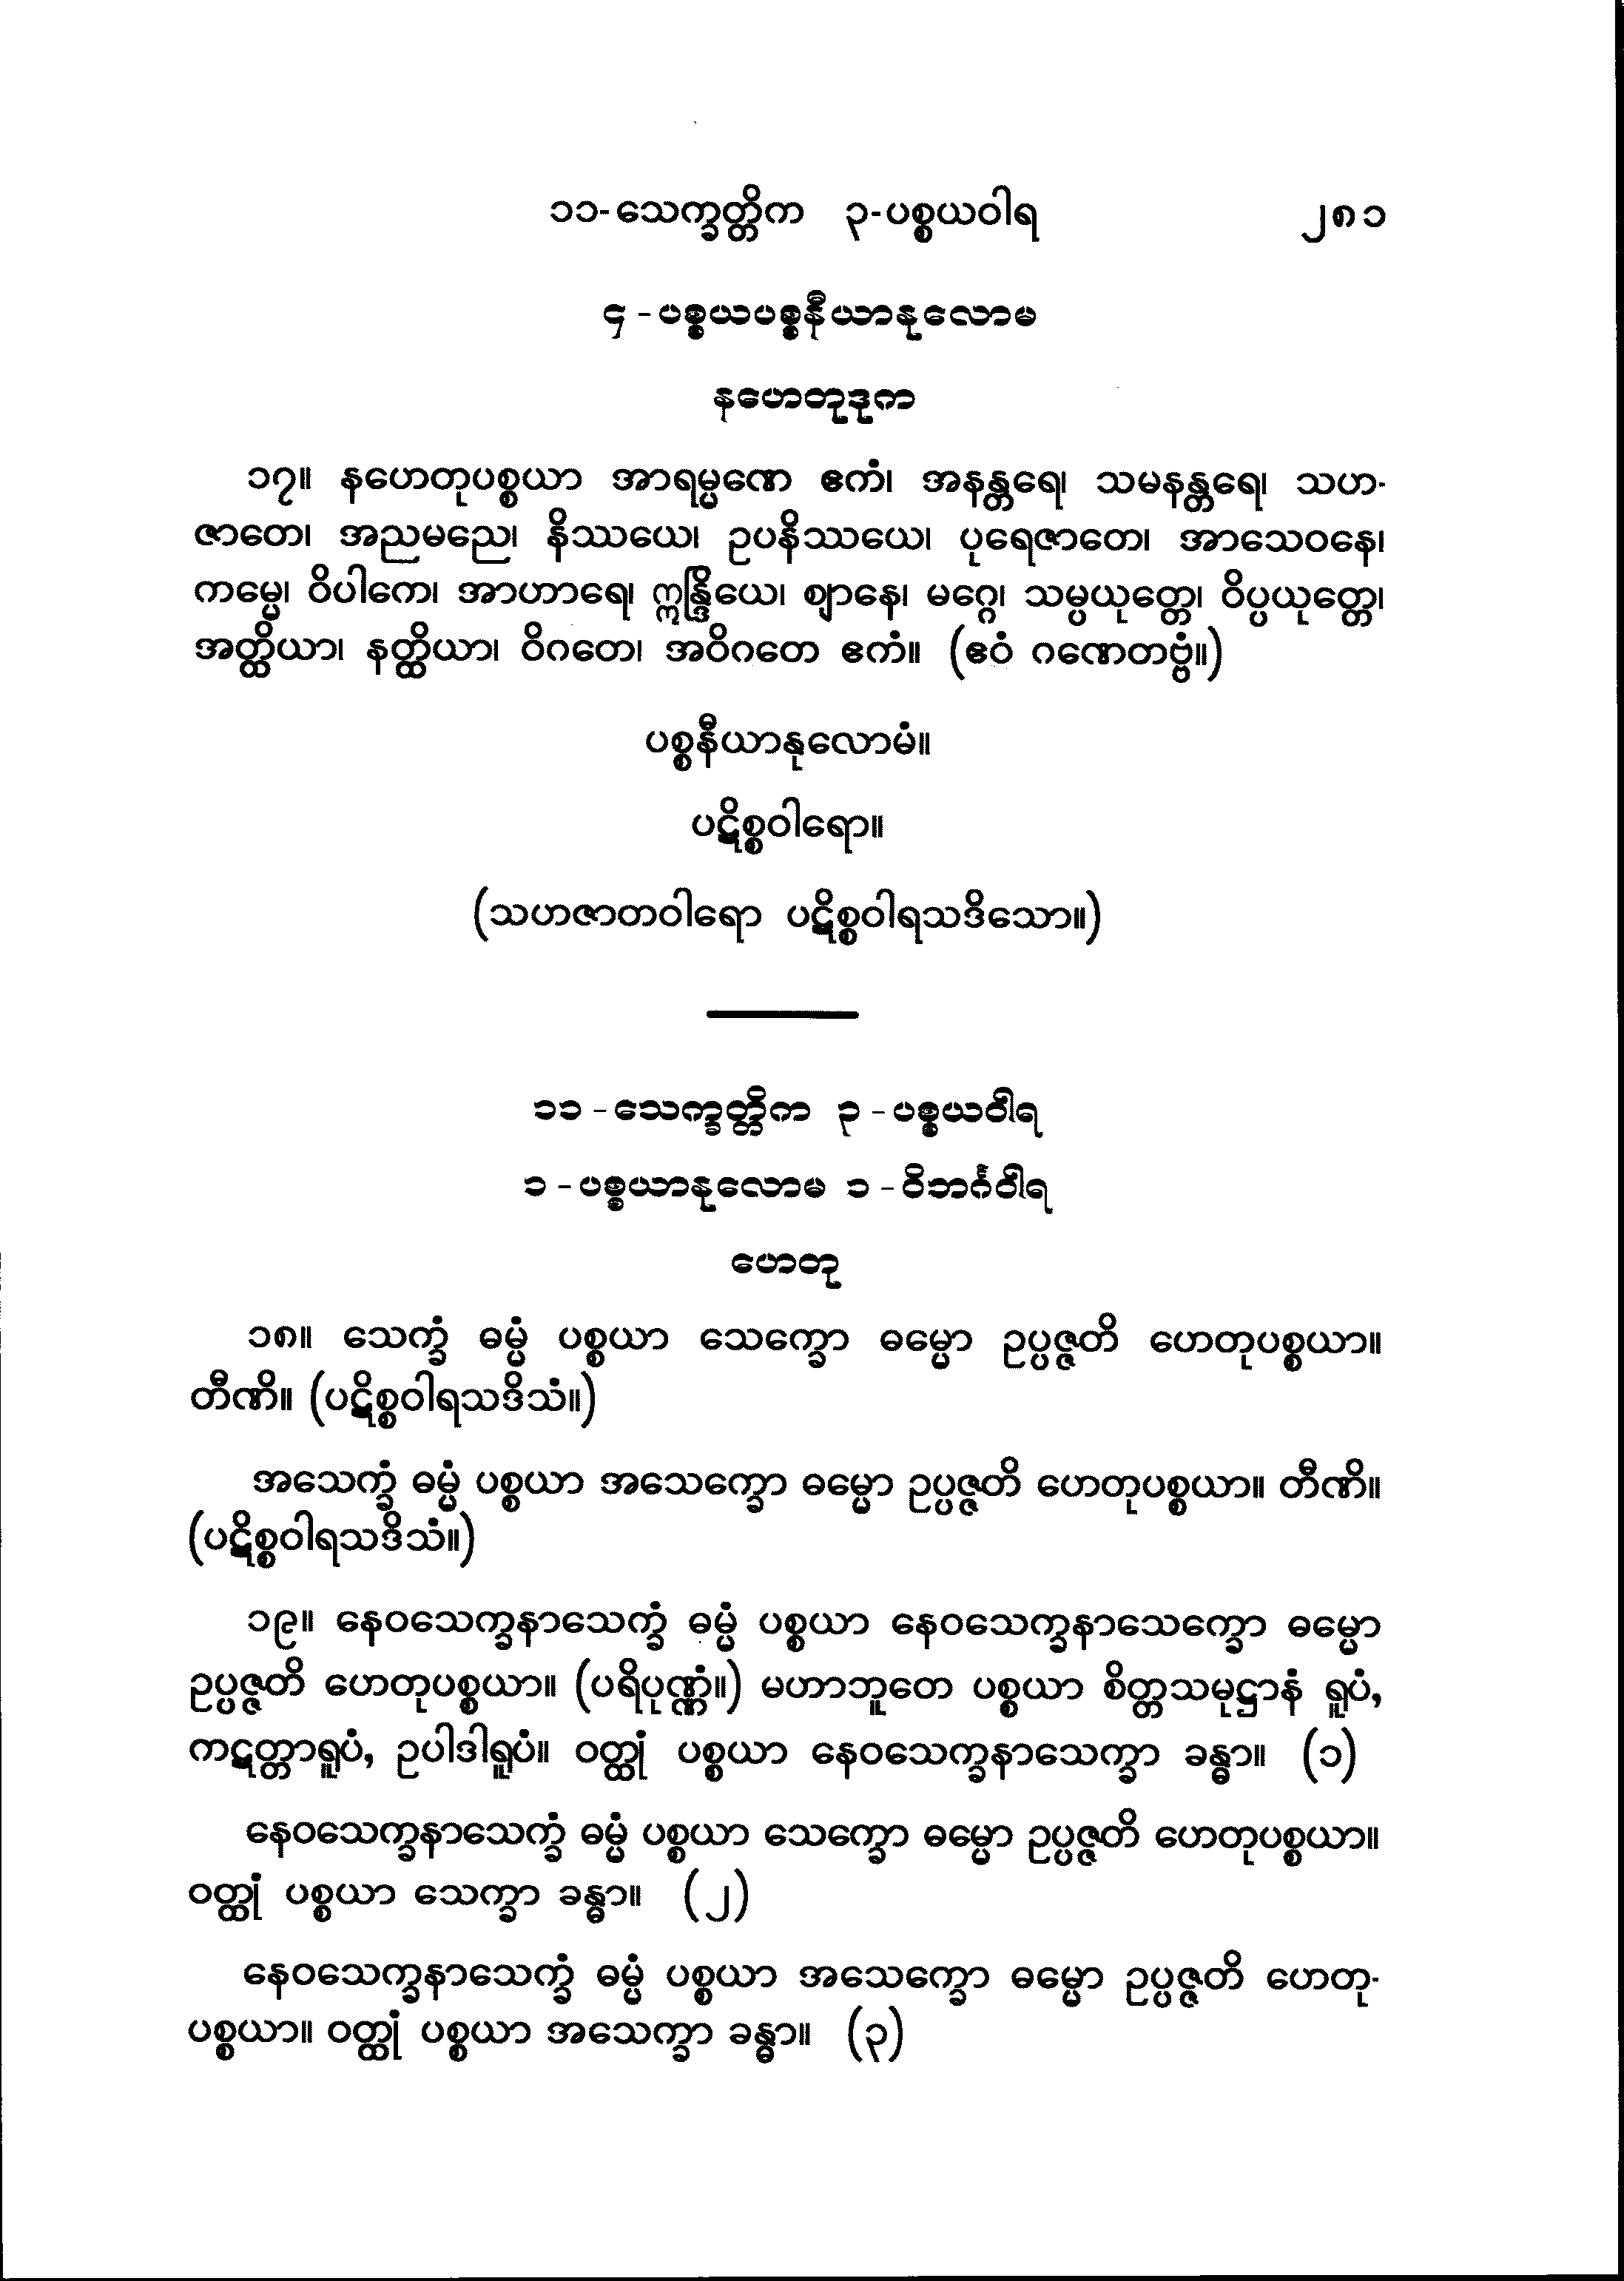 ၁၁-သေက္ခတ္တိက ၃-ပစ္စယဝါရ ၂၈၁
၄-ပစ္စယပစ္စနီယာနုလောမ
နဟေတုဒုက
၁၇။ နဟေတုပစ္စယာ အာရမ္မဏေ ဧကံ၊ အနန္တရေ၊ သမနန္တရေ၊ သဟ-
ဇာတေ၊ အညမညေ၊ နိဿယေ၊ ဥပနိဿယေ၊ ပုရေဇာတေ၊ အာသေဝနေ၊
ကမ္မေ၊ ဝိပါကေ၊ အာဟာရေ၊ ဣန္ဒြိယေ၊ ဈာနေ၊ မဂ္ဂေ၊ သမ္ပယုတ္တေ၊ ဝိပ္ပယုတ္တေ၊
အတ္ထိယာ၊ နတ္ထိယာ၊ ဝိဂတေ၊ အဝိဂတေ ဧကံ။ (ဧဝံ ဂဏေတဗ္ဗံ။)
ပစ္စနီယာနုလောမံ။
ပဋိစ္စဝါရော။
(သဟဇာတဝါရော ပဋိစ္စဝါရသဒိသော။)
၁၁-သေက္ခတ္တိက ၃-ပစ္စယဝါရ
၁-ပစ္စယာနုလောမ ၁-ဝိဘင်္ဂဝါရ
ဟေတု
၁၈။ သေက္ခံ ဓမ္မံ ပစ္စယာ သေက္ခော ဓမ္မော ဥပ္ပဇ္ဇတိ ဟေတုပစ္စယာ။
တီဏိ။ (ပဋိစ္စဝါရသဒိသံ။)
အသေက္ခံ ဓမ္မံ ပစ္စယာ အသေက္ခော ဓမ္မော ဥပ္ပဇ္ဇတိ ဟေတုပစ္စယာ။ တီဏိ။
(ပဋိစ္စဝါရသဒိသံ။)
၁၉။ နေဝသေက္ခနာသေက္ခံ ဓမ္မံ ပစ္စယာ နေဝသေက္ခနာသေက္ခော ဓမ္မော
ဥပ္ပဇ္ဇတိ ဟေတုပစ္စယာ။ (ပရိပုဏ္ဏံ။) မဟာဘူတေ ပစ္စယာ စိတ္တသမုဋ္ဌာနံ ရူပံ,
ကဋတ္တာရူပံ, ဥပါဒါရူပံ။ ဝတ္ထုံ ပစ္စယာ နေဝသေက္ခနာသေက္ခာ ခန္ဓာ။ (၁)
နေဝသေက္ခနာသေက္ခံ ဓမ္မံ ပစ္စယာ သေက္ခော ဓမ္မော ဥပ္ပဇ္ဇတိ ဟေတုပစ္စယာ။
ဝတ္ထုံ ပစ္စယာ သေက္ခာ ခန္ဓာ။ (၂)
နေဝသေက္ခနာသေက္ခံ ဓမ္မံ ပစ္စယာ အသေက္ခော ဓမ္မော ဥပ္ပဇ္ဇတိ ဟေတု-
ပစ္စယာ။ ဝတ္ထုံ ပစ္စယာ အသေက္ခာ ခန္ဓာ။ (၃)